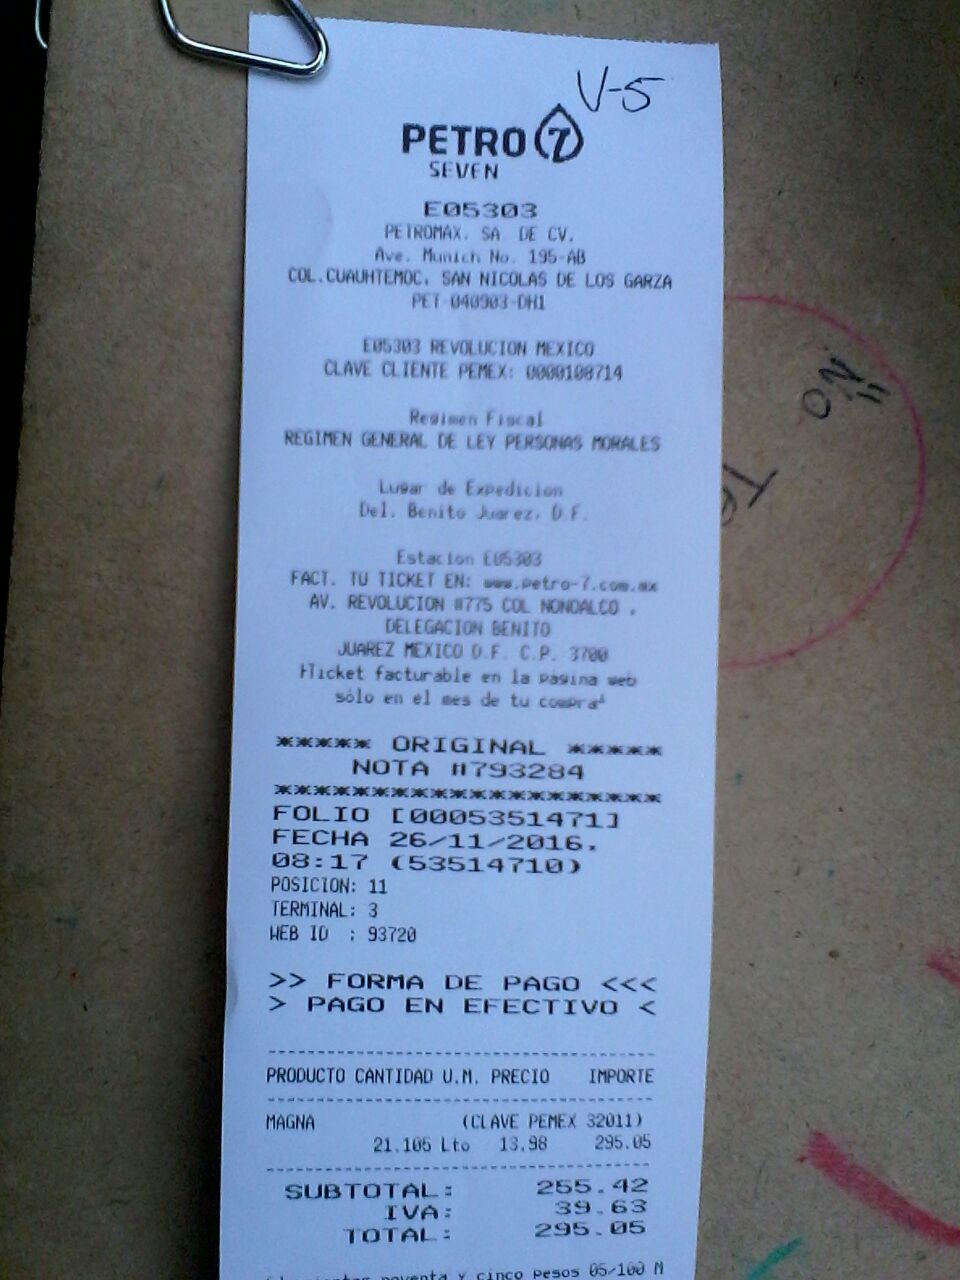 V-5
PETRO 7
SEVEN
E05303
PETROMAX. SA. DE CV.
Ave. Munich No. 195-AB
COL.CUAUHTEMOC, SAN NICOLAS DE LOS GARZA
PET-040903-DH1
E05303 REVOLUCION MEXICO
CLAVE CLIENTE PEMEX: 0000108714
Regimen Fiscal
REGIMEN GENERAL DE LEY PERSONAS MORALES
Lugar de Expedicion
Del. Benito Juarez, D.F.
Estacion E05303
FACT. TU TICKET EN: www.petro-7.com.mx
AV. REVOLUCION #775 COL NONOALCO ,
DELEGACION BENITO
JUAREZ MEXICO D.F. C.P. 3700
Ticket facturable en la pagina web
sólo en el mes de tu compra
***** ORIGINAL *****
NOTA #793284
********************
FOLIO [0005351471]
FECHA 26/11/2016.
08:17 (53514710)
POSICION: 11
TERMINAL: 3
WEB ID : 93720
>> FORMA DE PAGO <<<
> PAGO EN EFECTIVO <
PRODUCTO CANTIDAD U.M. PRECIO IMPORTE
MAGNA (CLAVE PEMEX 32011)
21.105 Lto 13.98 295.05
SUBTOTAL: 255.42
IVA: 39.63
TOTAL: 295.05
noventa y cinco pesos 05/100 M